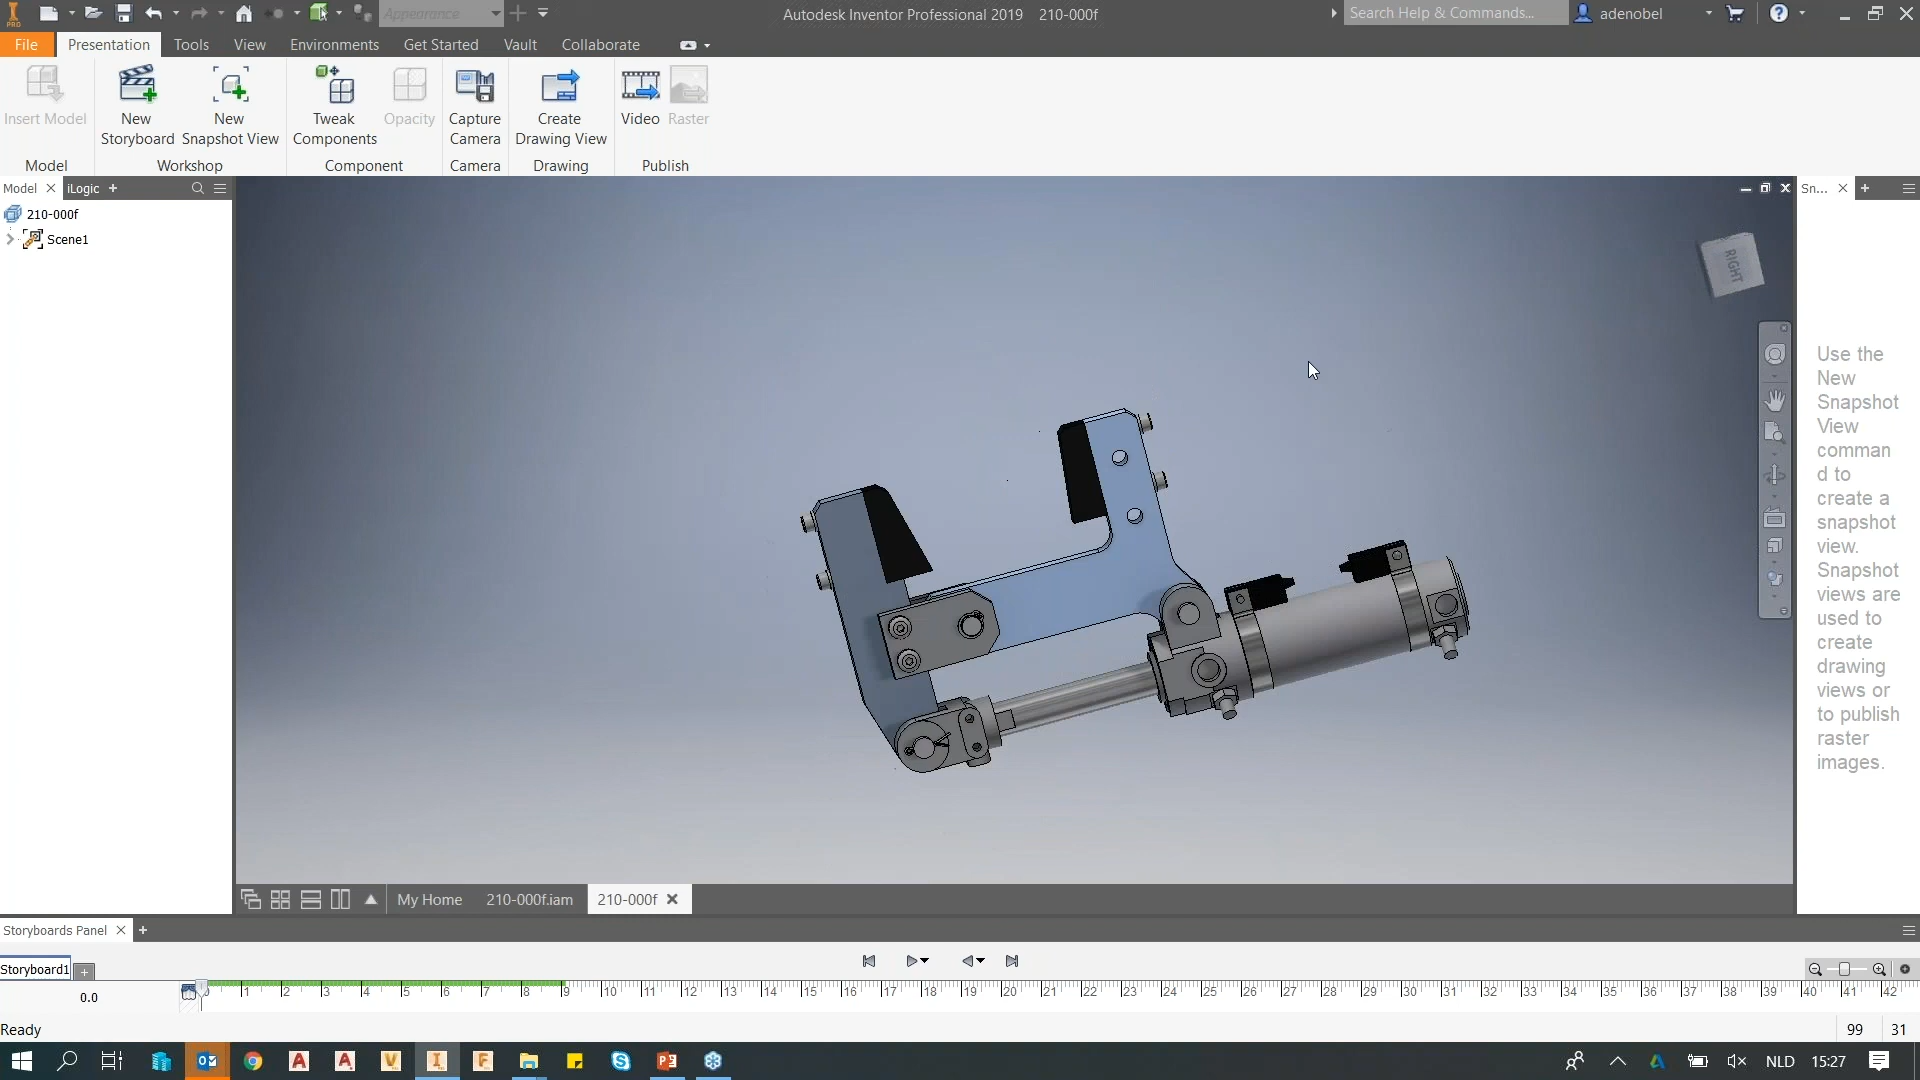 Appearance
Autodesk Inventor Professional 2019 210-000f
Search Help & Commands...
adenobel
File Presentation Tools View Environments Get Started Vault Collaborate
Insert Model
New
Storyboard
New
Snapshot View
Tweak
Components
Opacity
Capture
Camera
Create
Drawing View
Video
Raster
Model Workshop Component Camera Drawing Publish
Model iLogic
Sn...
210-000f
Scene1
RIGHT
Use the
New
Snapshot
View
comman
d to
create a
snapshot
view.
Snapshot
views are
used to
create
drawing
views or
to publish
raster
images.
My Home 210-000f.iam 210-000f
Storyboards Panel
Storyboard1
0.0
1 2 3 4 5 6 7 8 9 10 11 12 13 14 15 16 17 18 19 20 21 22 23 24 25 26 27 28 29 30 31 32 33 34 35 36 37 38 39 40 41 42
Ready
99 31
NLD 15:27